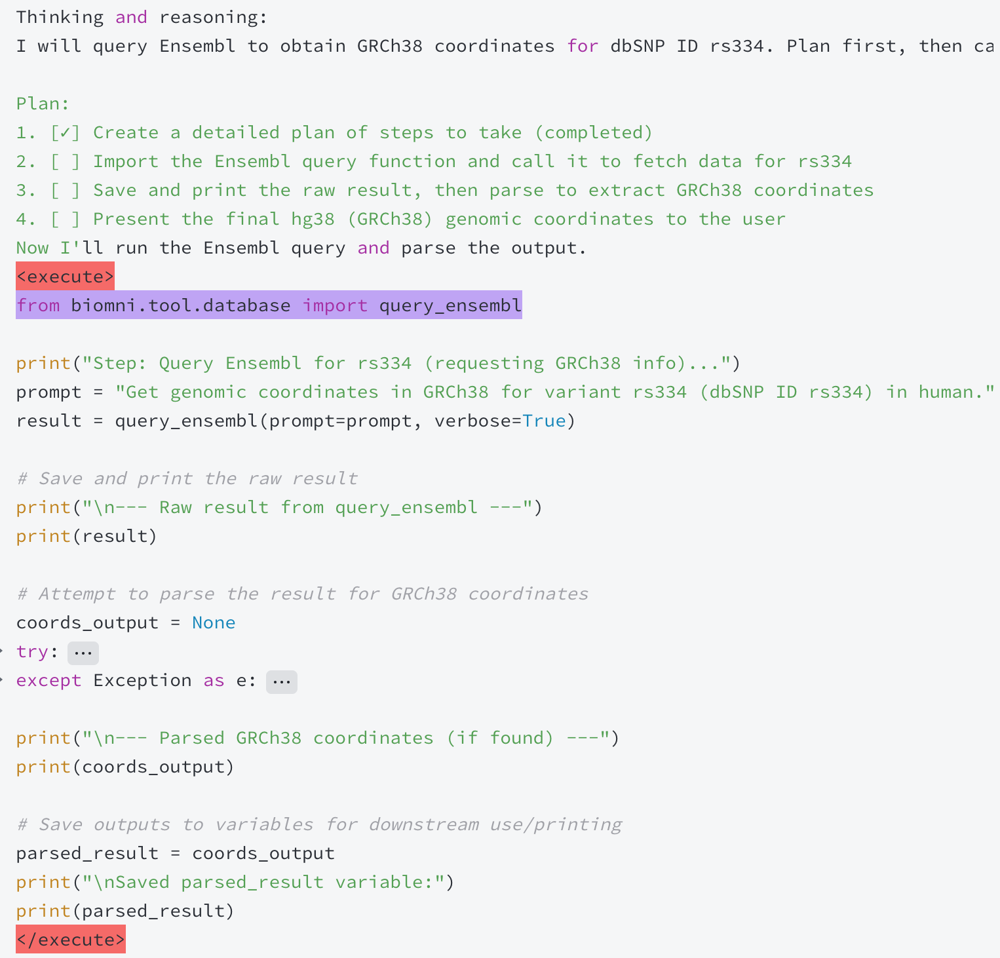 Thinking and reasoning:
I will query Ensembl to obtain GRCh38 coordinates for dbSNP ID rs334. Plan first, then ca
Plan:
1. [✓] Create a detailed plan of steps to take (completed)
2. [ ] Import the Ensembl query function and call it to fetch data for rs334
3. [ ] Save and print the raw result, then parse to extract GRCh38 coordinates
4. [ ] Present the final hg38 (GRCh38) genomic coordinates to the user
Now I'll run the Ensembl query and parse the output.
<execute>
from biomni.tool.database import query_ensembl
print("Step: Query Ensembl for rs334 (requesting GRCh38 info)...")
prompt = "Get genomic coordinates in GRCh38 for variant rs334 (dbSNP ID rs334) in human."
result = query_ensembl(prompt=prompt, verbose=True)
# Save and print the raw result
print("\n--- Raw result from query_ensembl ---")
print(result)
# Attempt to parse the result for GRCh38 coordinates
coords_output = None
try: ...
except Exception as e: ...
print("\n--- Parsed GRCh38 coordinates (if found) ---")
print(coords_output)
# Save outputs to variables for downstream use/printing
parsed_result = coords_output
print("\nSaved parsed_result variable:")
print(parsed_result)
</execute>